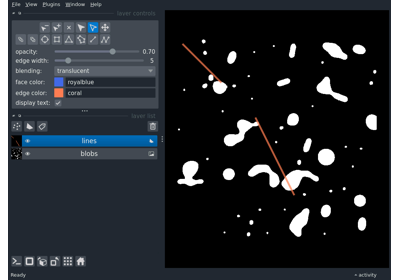 File View Plugins Window Help
layer controls
opacity: 0.70
edge width: 5
blending: translucent
face color: royalblue
edge color: coral
display text:
layer list
lines
blobs
Ready
activity